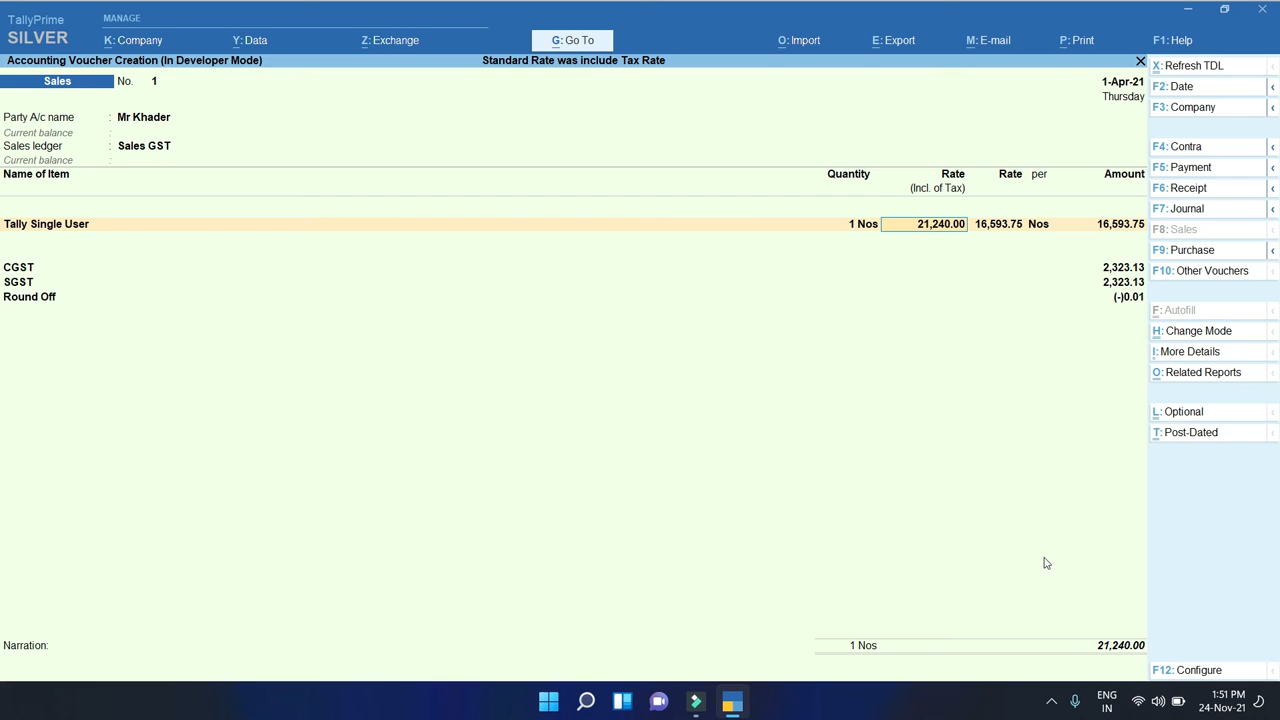 TallyPrime
SILVER
MANAGE
K: Company
Y: Data
Z: Exchange
G: Go To
O: Import
E: Export
M: E-mail
P: Print
F1: Help
Accounting Voucher Creation (In Developer Mode)
Standard Rate was include Tax Rate
Sales No. 1
1-Apr-21
Thursday
Party A/c name : Mr Khader
Current balance :
Sales ledger : Sales GST
Current balance :
Name of Item Quantity Rate Rate per Amount
(Incl. of Tax)
Tally Single User 1 Nos 21,240.00 16,593.75 Nos 16,593.75
CGST 2,323.13
SGST 2,323.13
Round Off (-)0.01
Narration: 1 Nos 21,240.00
X: Refresh TDL
F2: Date
F3: Company
F4: Contra
F5: Payment
F6: Receipt
F7: Journal
F8: Sales
F9: Purchase
F10: Other Vouchers
F: Autofill
H: Change Mode
I: More Details
O: Related Reports
L: Optional
T: Post-Dated
F12: Configure
ENG
IN
1:51 PM
24-Nov-21